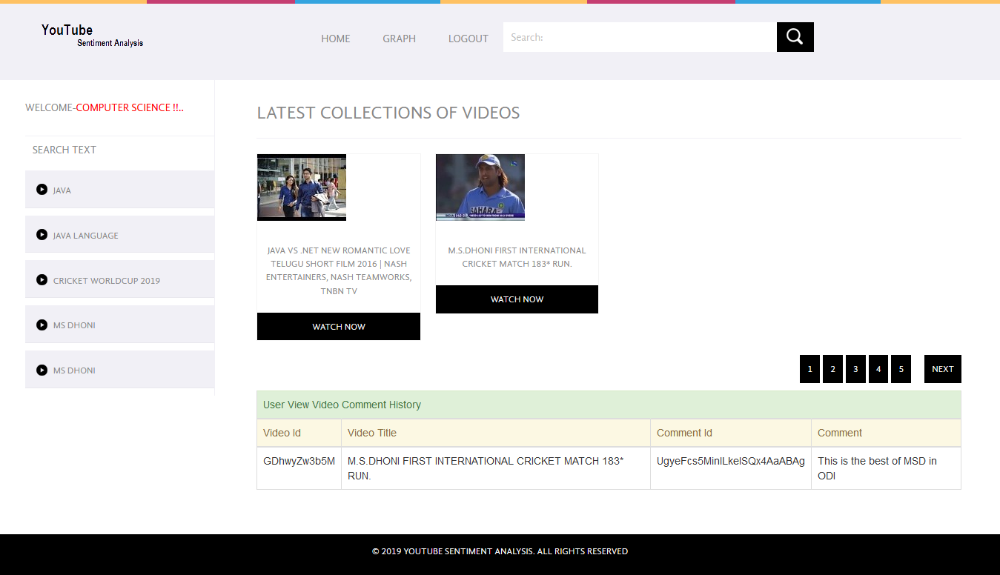 YouTube
Sentiment Analysis
HOME GRAPH LOGOUT Search:
WELCOME-COMPUTER SCIENCE !!..
SEARCH TEXT
JAVA
JAVA LANGUAGE
CRICKET WORLDCUP 2019
MS DHONI
MS DHONI
LATEST COLLECTIONS OF VIDEOS
SAHARA
JAVA VS .NET NEW ROMANTIC LOVE
TELUGU SHORT FILM 2016 | NASH
ENTERTAINERS, NASH TEAMWORKS,
TNBN TV
WATCH NOW
M.S.DHONI FIRST INTERNATIONAL
CRICKET MATCH 183* RUN.
WATCH NOW
1 2 3 4 5 NEXT
User View Video Comment History
Video Id Video Title Comment Id Comment
GDhwyZw3b5M M.S.DHONI FIRST INTERNATIONAL CRICKET MATCH 183* UgyeFcs5MinlLkelSQx4AaABAg This is the best of MSD in
RUN. ODI
© 2019 YOUTUBE SENTIMENT ANALYSIS. ALL RIGHTS RESERVED